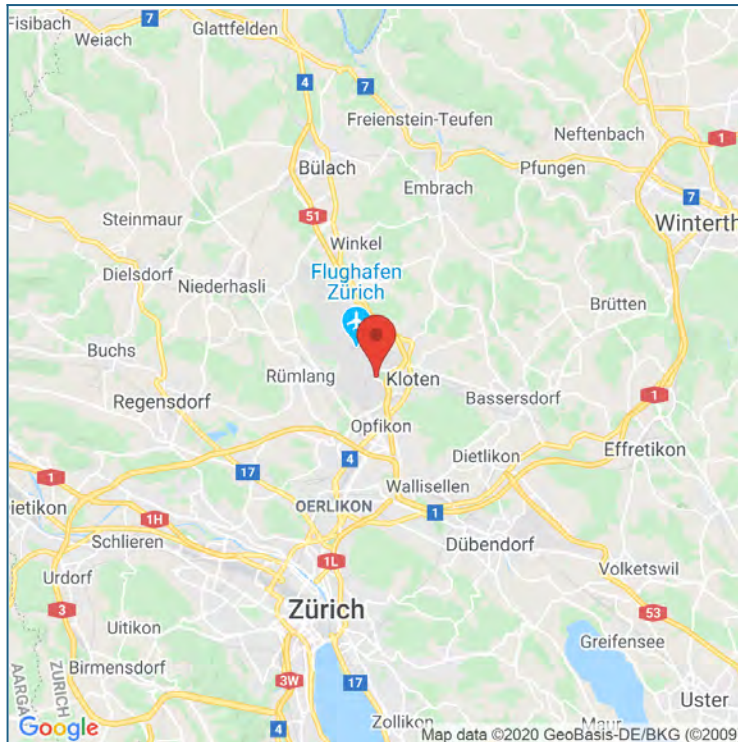 Fisibach
Weiach
7
Glattfelden
4
7
Freienstein-Teufen
Neftenbach
1
Bülach
Pfungen
Embrach
7
Steinmaur
51
Winterth
Winkel
Dielsdorf
Niederhasli
Flughafen
Zürich
Brütten
Buchs
Rümlang
Kloten
Bassersdorf
1
Regensdorf
Opfikon
Effretikon
4
Dietlikon
17
1
Wallisellen
ietikon
OERLIKON
1
1H
Schlieren
Dübendorf
1L
Volketswil
Urdorf
3
Zürich
53
Uitikon
Greifensee
Birmensdorf
AARGA
ZÜRICH
3W
17
Uster
Google
4
Zollikon
Maur
Map data ©2020 GeoBasis-DE/BKG (©2009